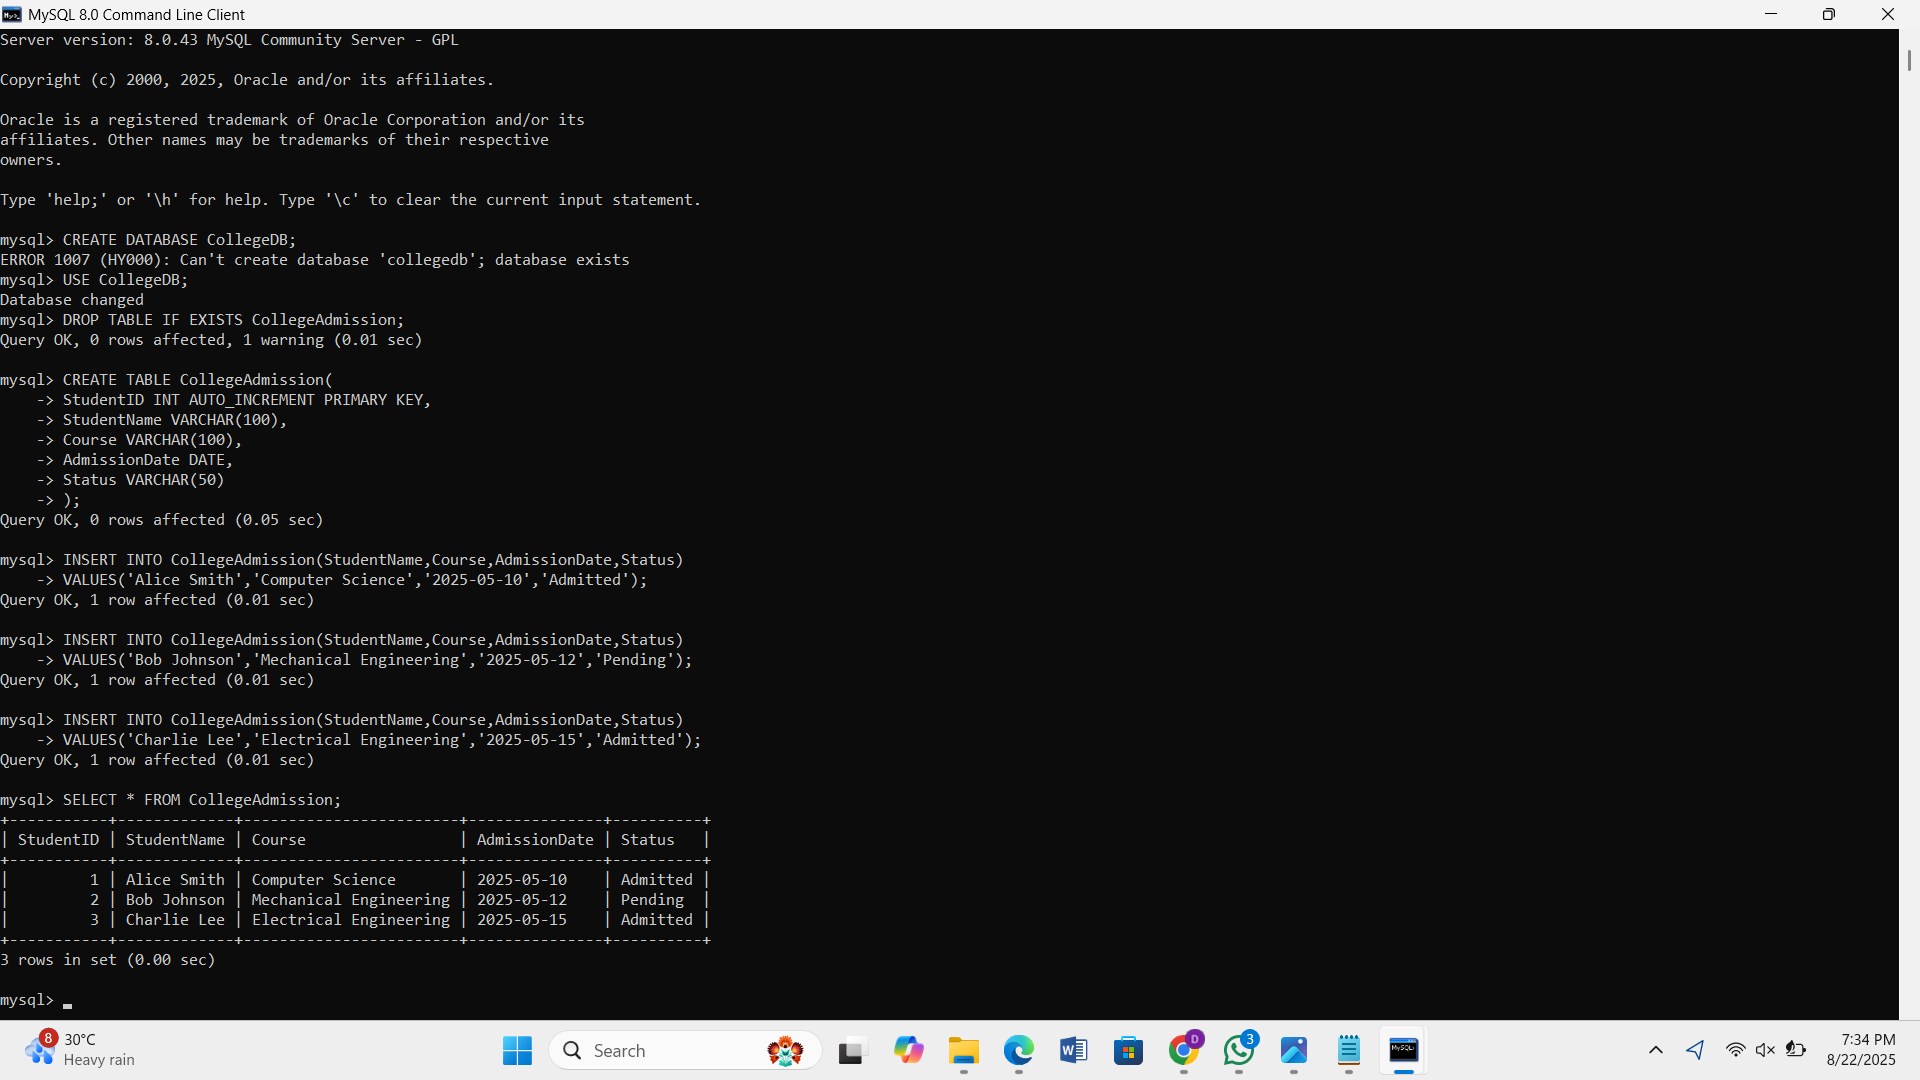 MySQL 8.0 Command Line Client
Server version: 8.0.43 MySQL Community Server - GPL
Copyright (c) 2000, 2025, Oracle and/or its affiliates.
Oracle is a registered trademark of Oracle Corporation and/or its
affiliates. Other names may be trademarks of their respective
owners.
Type 'help;' or '\h' for help. Type '\c' to clear the current input statement.
mysql> CREATE DATABASE CollegeDB;
ERROR 1007 (HY000): Can't create database 'collegedb'; database exists
mysql> USE CollegeDB;
Database changed
mysql> DROP TABLE IF EXISTS CollegeAdmission;
Query OK, 0 rows affected, 1 warning (0.01 sec)
mysql> CREATE TABLE CollegeAdmission(
    -> StudentID INT AUTO_INCREMENT PRIMARY KEY,
    -> StudentName VARCHAR(100),
    -> Course VARCHAR(100),
    -> AdmissionDate DATE,
    -> Status VARCHAR(50)
    -> );
Query OK, 0 rows affected (0.05 sec)
mysql> INSERT INTO CollegeAdmission(StudentName,Course,AdmissionDate,Status)
    -> VALUES('Alice Smith','Computer Science','2025-05-10','Admitted');
Query OK, 1 row affected (0.01 sec)
mysql> INSERT INTO CollegeAdmission(StudentName,Course,AdmissionDate,Status)
    -> VALUES('Bob Johnson','Mechanical Engineering','2025-05-12','Pending');
Query OK, 1 row affected (0.01 sec)
mysql> INSERT INTO CollegeAdmission(StudentName,Course,AdmissionDate,Status)
    -> VALUES('Charlie Lee','Electrical Engineering','2025-05-15','Admitted');
Query OK, 1 row affected (0.01 sec)
mysql> SELECT * FROM CollegeAdmission;
+-----------+-------------+------------------------+---------------+----------+
| StudentID | StudentName | Course                 | AdmissionDate | Status   |
+-----------+-------------+------------------------+---------------+----------+
|         1 | Alice Smith | Computer Science       | 2025-05-10    | Admitted |
|         2 | Bob Johnson | Mechanical Engineering | 2025-05-12    | Pending  |
|         3 | Charlie Lee | Electrical Engineering | 2025-05-15    | Admitted |
+-----------+-------------+------------------------+---------------+----------+
3 rows in set (0.00 sec)
mysql>
8
30°C
Heavy rain
Search
D
3
7:34 PM
8/22/2025